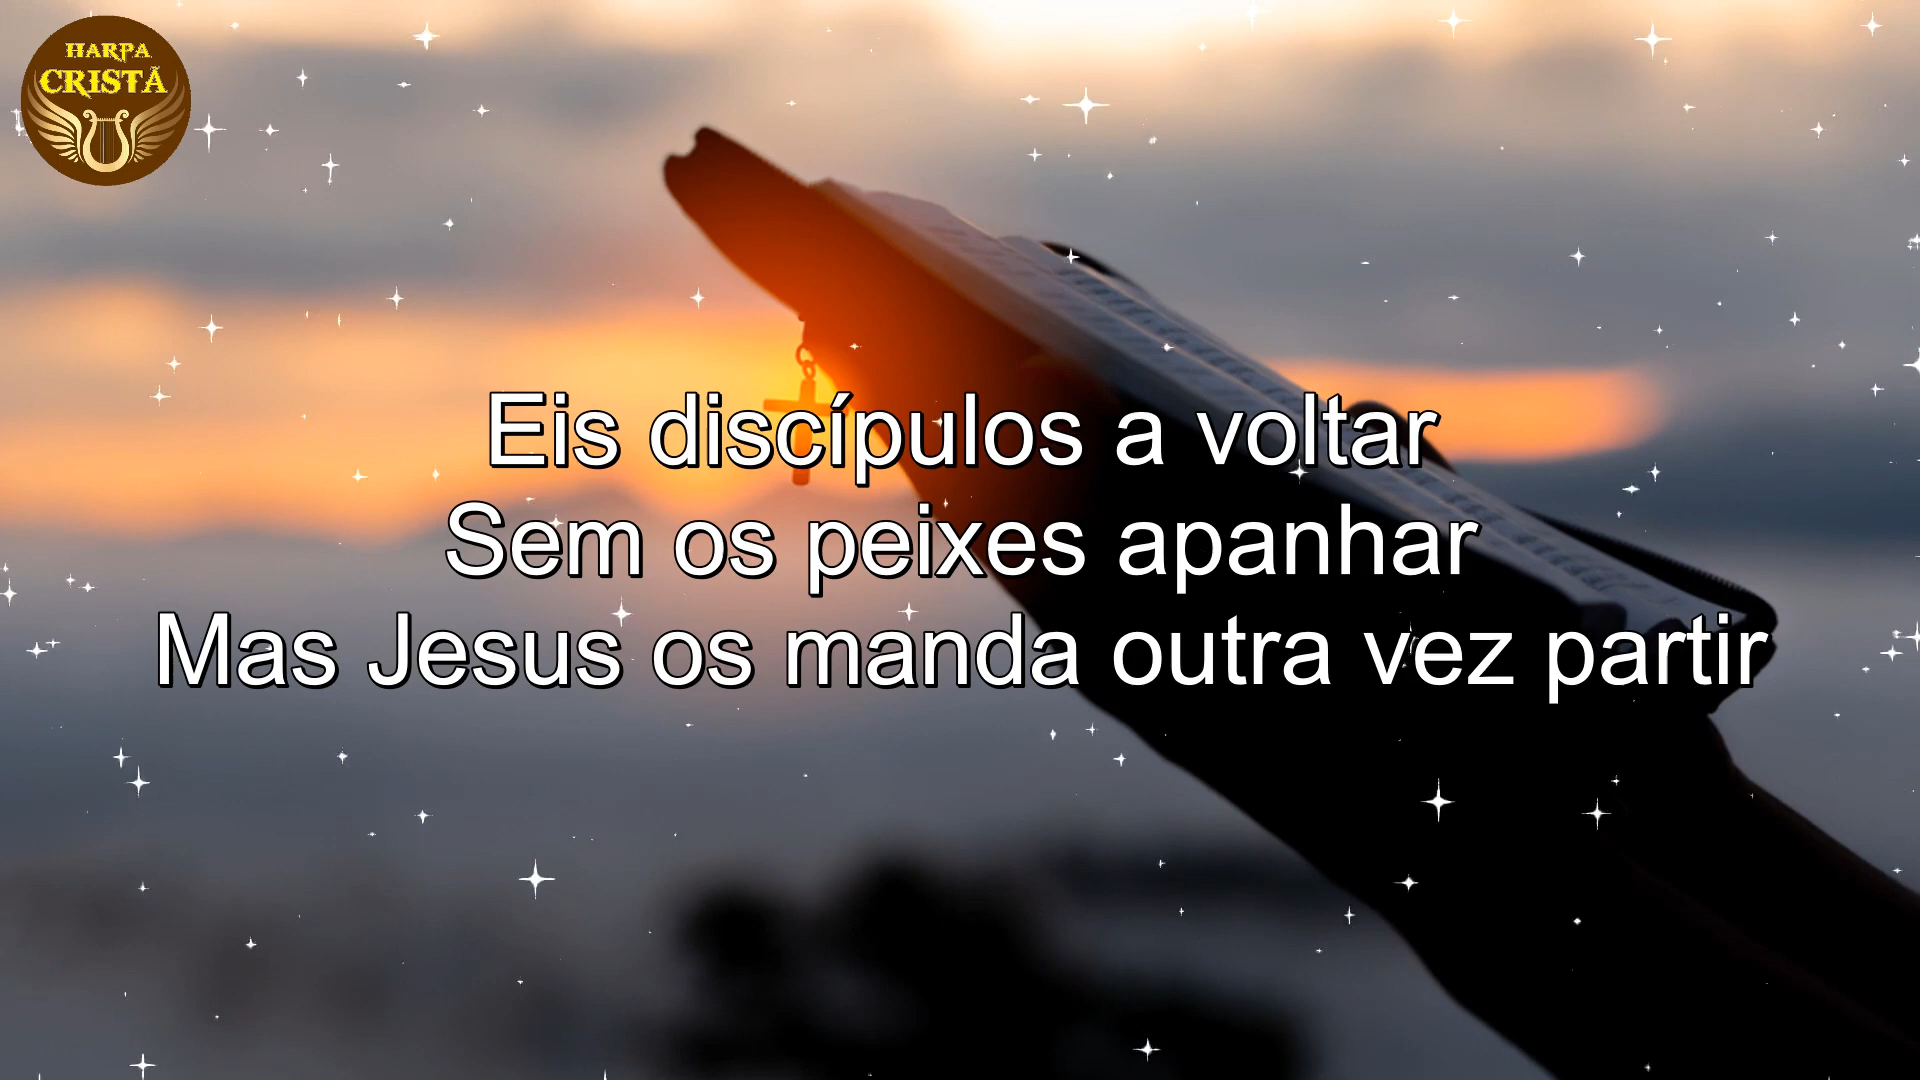 HARPA
CRISTÃ
Eis discípulos a voltar
Sem os peixes apanhar
Mas Jesus os manda outra vez partir